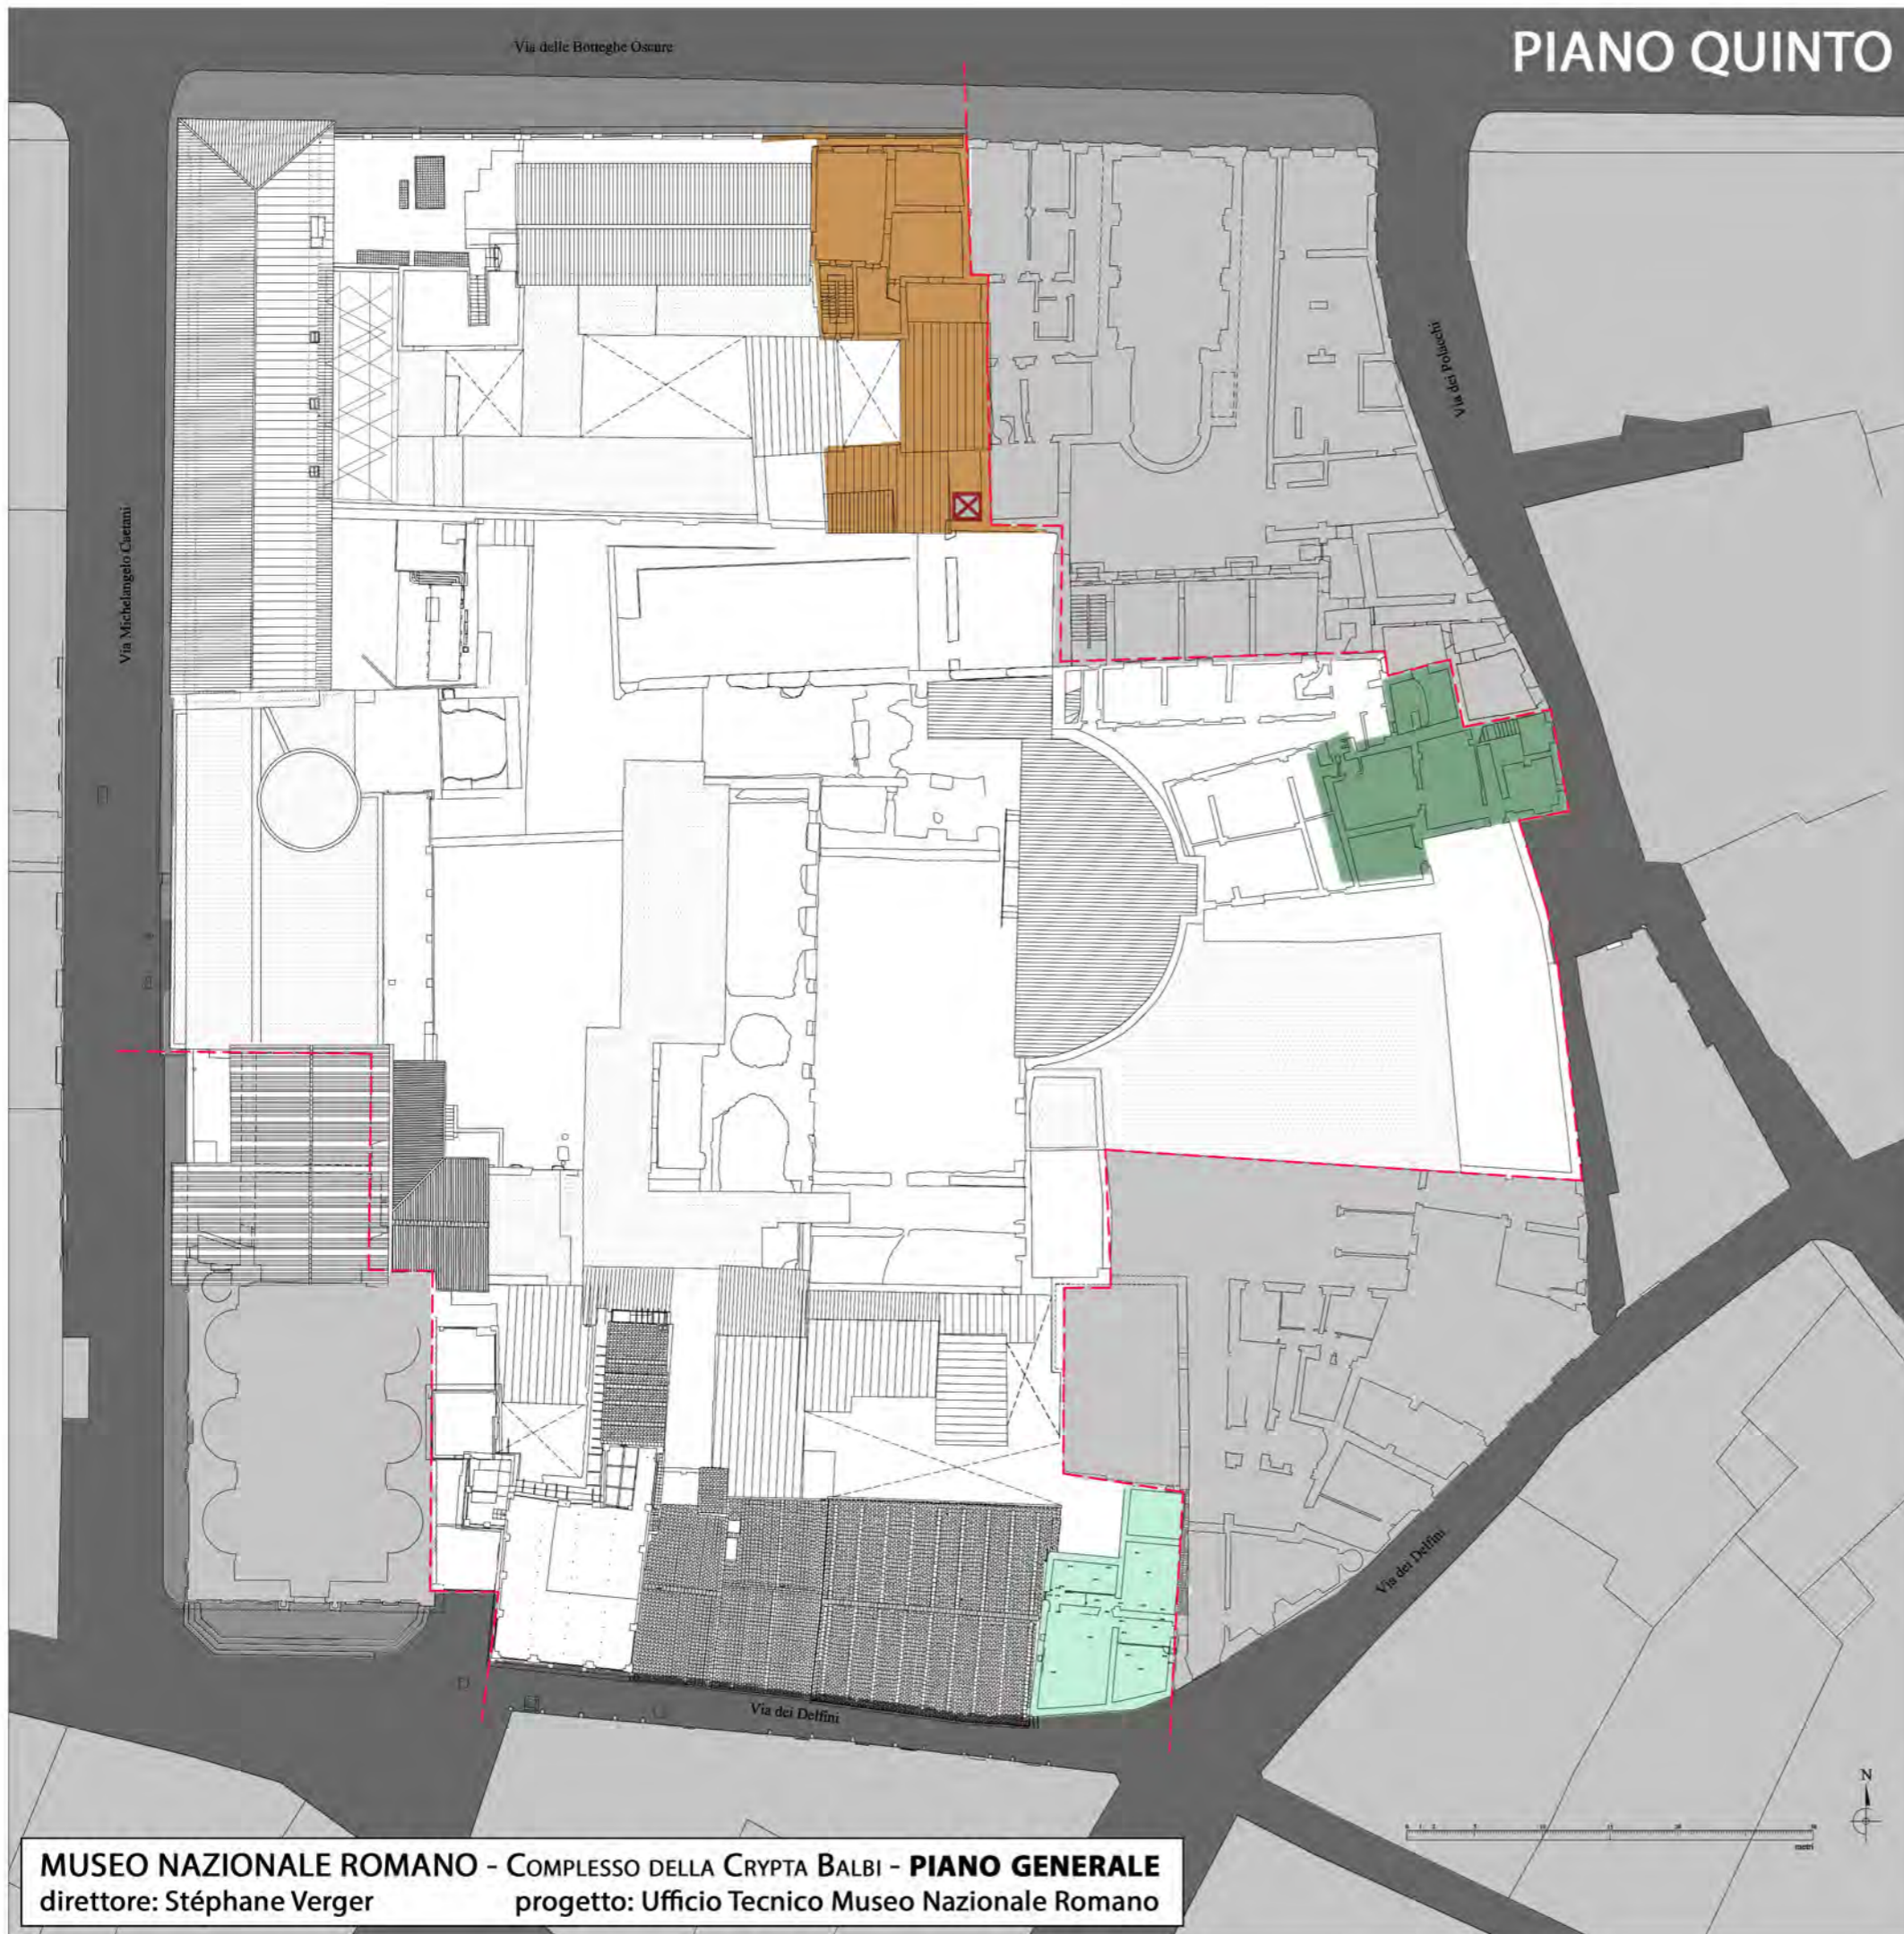 PIANO QUINTO
Via delle Botteghe Oscure
Via dei Polacchi
Via Michelangelo Caetani
Via dei Delfini
Via dei Delfini
N
metri
MUSEO NAZIONALE ROMANO - COMPLESSO DELLA CRYPTA BALBI - PIANO GENERALE
direttore: Stéphane Verger progetto: Ufficio Tecnico Museo Nazionale Romano